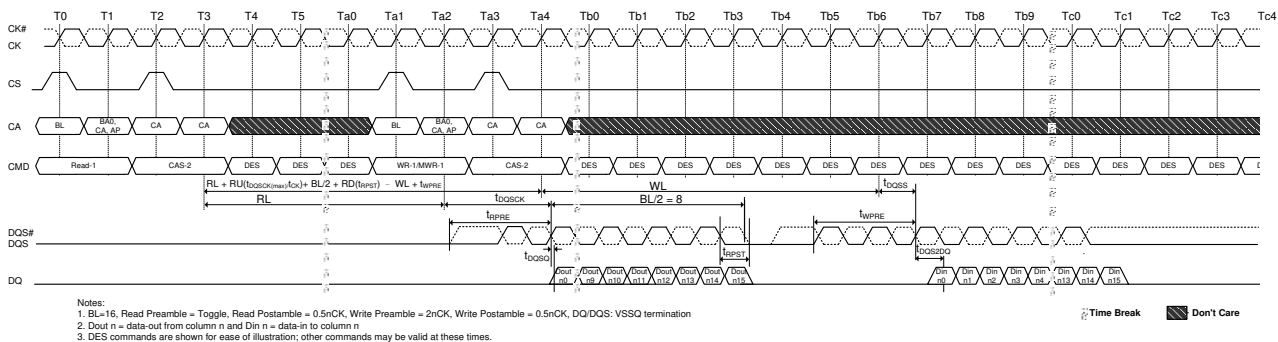 T0 T1 T2 T3 T4 T5 Ta0 Ta1 Ta2 Ta3 Ta4 Tb0 Tb1 Tb2 Tb3 Tb4 Tb5 Tb6 Tb7 Tb8 Tb9 Tc0 Tc1 Tc2 Tc3 Tc4
CK#
CK
CS
CA BL BA0, CA, AP CA CA BL BA0, CA, AP CA CA
CMD Read-1 CAS-2 DES DES DES WR-1/MWR-1 CAS-2 DES DES DES DES DES DES DES DES DES DES DES DES DES DES
RL + RU(tDQSCK(max)/tCK)+ BL/2 + RD(tRPST) - WL + tWPRE WL tDQSS
RL tDQSCK BL/2 = 8
tRPRE tWPRE
DQS#
DQS
tDQSQ tRPST tDQS2DQ
DQ Dout n0 Dout n9 Dout n10 Dout n11 Dout n12 Dout n13 Dout n14 Dou n15 Din n0 Din n1 Din n2 Din n3 Din n4 Din n13 Din n14 Din n15
Notes:
1. BL=16, Read Preamble = Toggle, Read Postamble = 0.5nCK, Write Preamble = 2nCK, Write Postamble = 0.5nCK, DQ/DQS: VSSQ termination
2. Dout n = data-out from column n and Din n = data-in to column n
3. DES commands are shown for ease of illustration; other commands may be valid at these times.
Time Break Don't Care